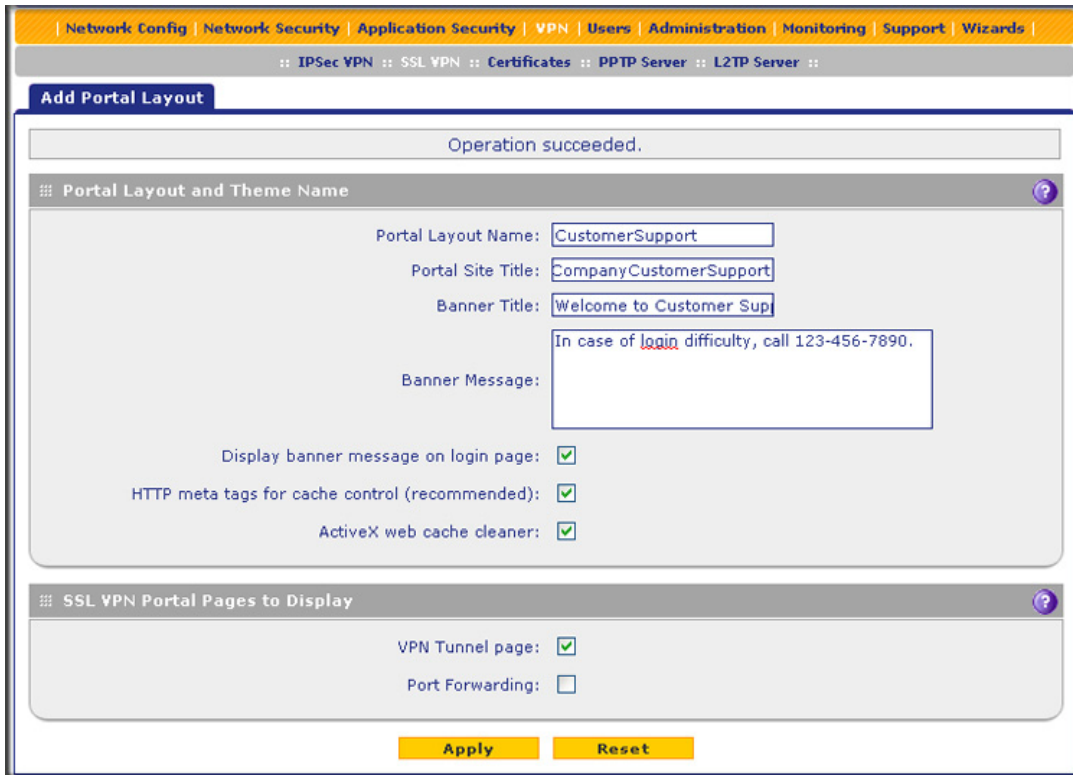 | Network Config | Network Security | Application Security | VPN | Users | Administration | Monitoring | Support | Wizards |
:: IPSec VPN :: SSL VPN :: Certificates :: PPTP Server :: L2TP Server ::
Add Portal Layout
Operation succeeded.
Portal Layout and Theme Name ?
Portal Layout Name: CustomerSupport
Portal Site Title: CompanyCustomerSupport
Banner Title: Welcome to Customer Sup
Banner Message: In case of login difficulty, call 123-456-7890.
Display banner message on login page:
HTTP meta tags for cache control (recommended):
ActiveX web cache cleaner:
SSL VPN Portal Pages to Display ?
VPN Tunnel page:
Port Forwarding:
Apply Reset